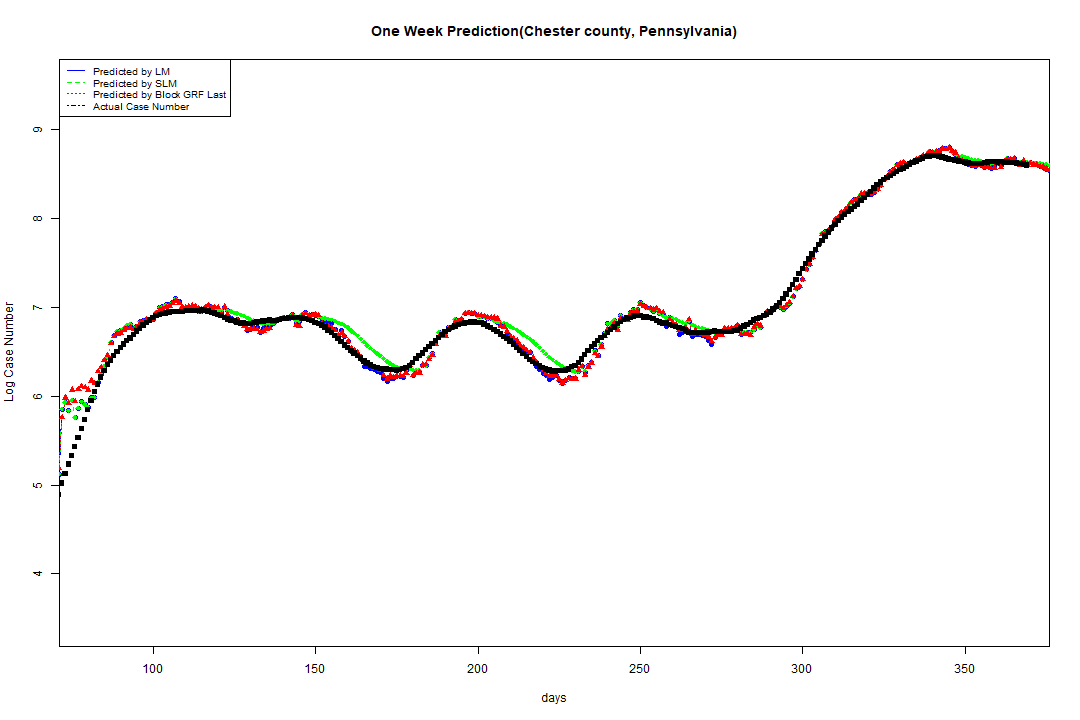 One Week Prediction(Chester county, Pennsylvania)
Predicted by LM
Predicted by SLM
Predicted by Block GRF Last
Actual Case Number
Log Case Number
9
8
7
6
5
4
100 150 200 250 300 350
days